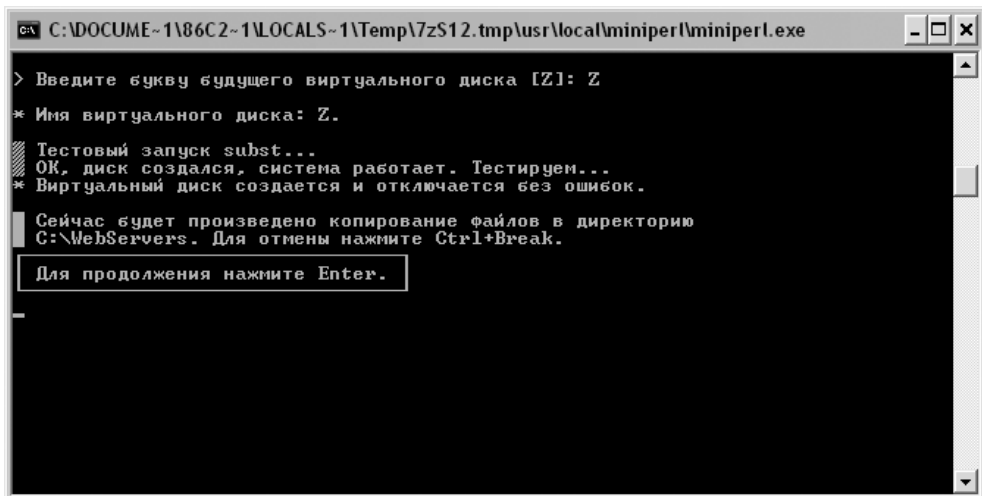 C:\DOCUME~1\86C2~1\LOCALS~1\Temp\7zS12.tmp\usr\local\miniperl\miniperl.exe
> Введите букву будущего виртуального диска [Z]: Z
* Имя виртуального диска: Z.
Тестовый запуск subst...
ОК, диск создался, система работает. Тестируем...
* Виртуальный диск создается и отключается без ошибок.
Сейчас будет произведено копирование файлов в директорию
C:\WebServers. Для отмены нажмите Ctrl+Break.
Для продолжения нажмите Enter.